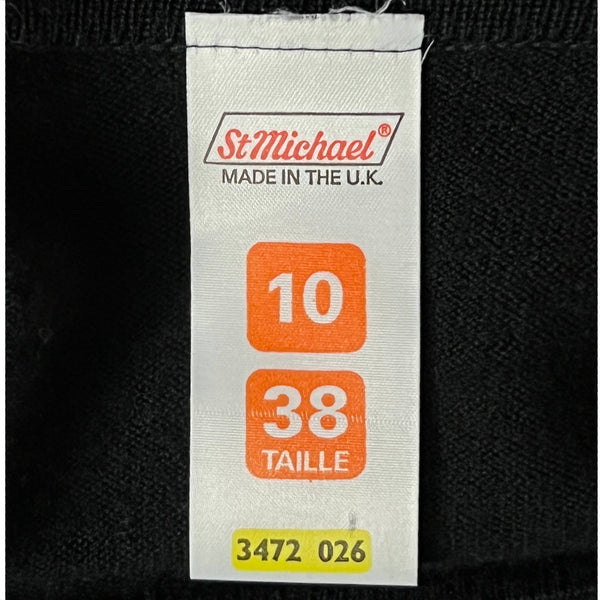 StMichael®
MADE IN THE U.K.
10
38
TAILLE
3472 026